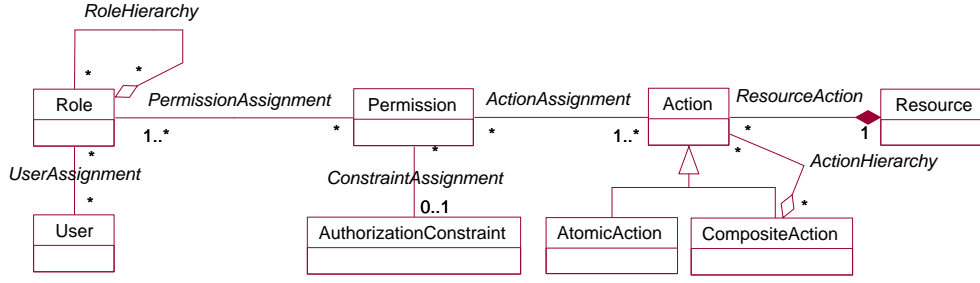 RoleHierarchy
* *
Role PermissionAssignment Permission ActionAssignment Action ResourceAction Resource
1..* * * 1..* 1
* * *
UserAssignment ConstraintAssignment ActionHierarchy
* 0..1 *
User AuthorizationConstraint AtomicAction CompositeAction